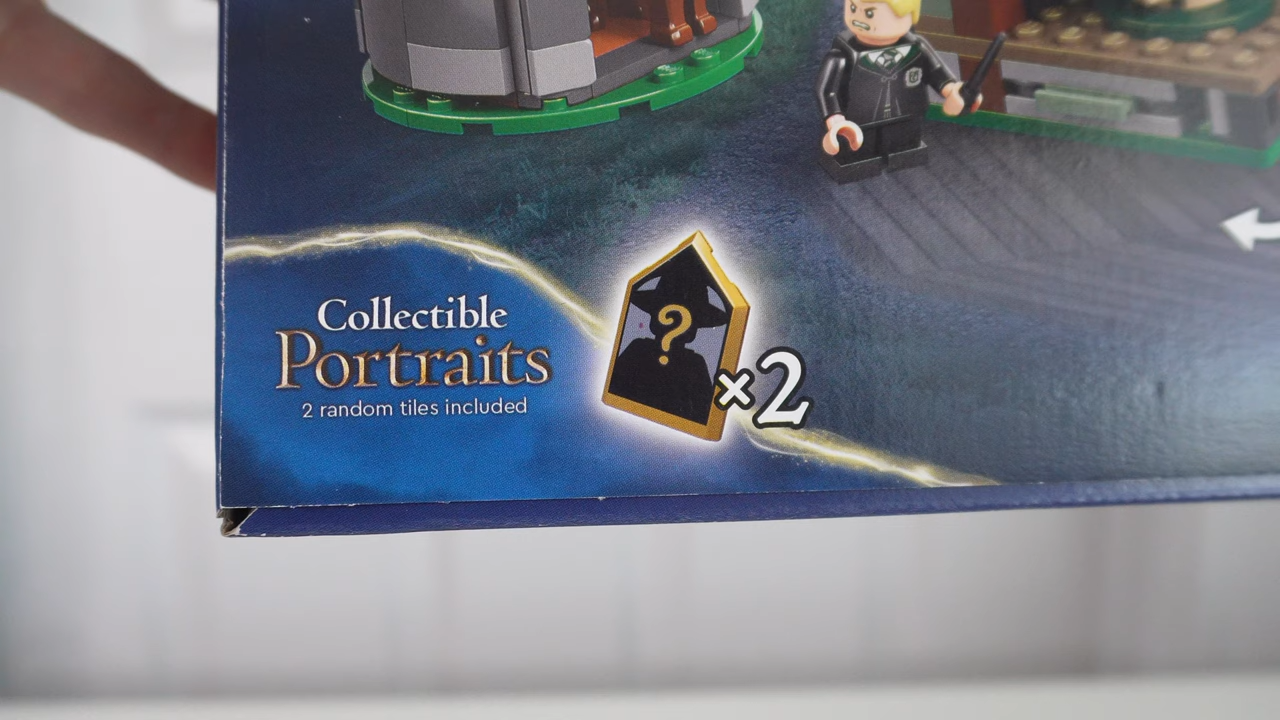 Collectible
Portraits
2 random tiles included
?
×2